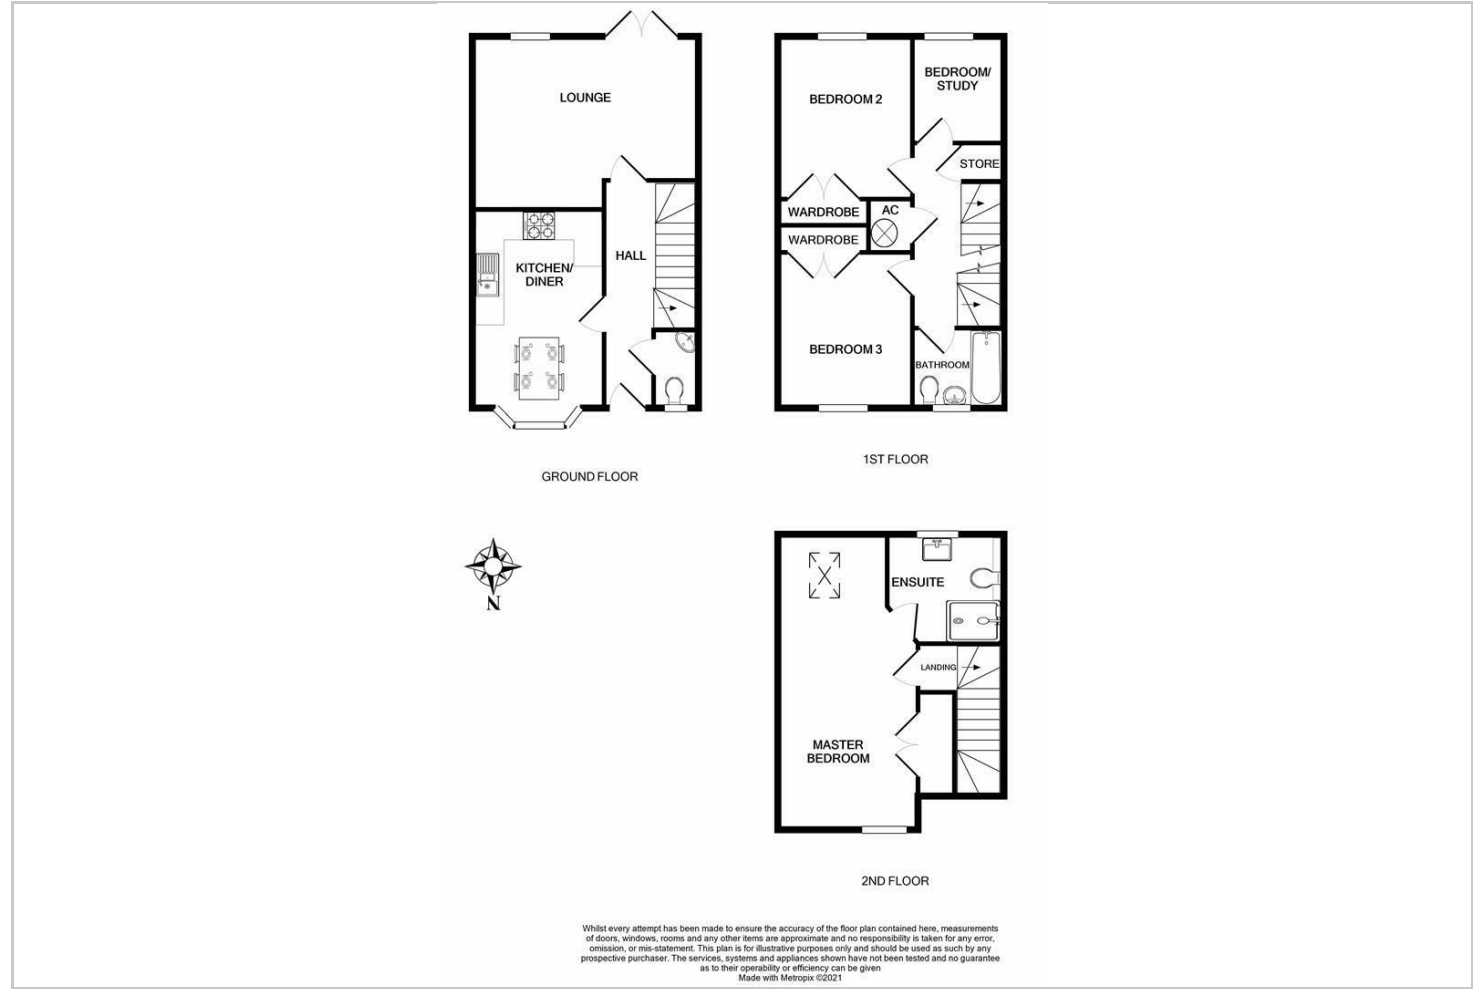 LOUNGE
KITCHEN/
DINER
HALL
GROUND FLOOR
BEDROOM 2
BEDROOM/
STUDY
STORE
WARDROBE
AC
WARDROBE
BEDROOM 3
BATHROOM
1ST FLOOR
N
ENSUITE
LANDING
MASTER
BEDROOM
2ND FLOOR
Whilst every attempt has been made to ensure the accuracy of the floor plan contained here, measurements
of doors, windows, rooms and any other items are approximate and no responsibility is taken for any error,
omission, or mis-statement. This plan is for illustrative purposes only and should be used as such by any
prospective purchaser. The services, systems and appliances shown have not been tested and no guarantee
as to their operability or efficiency can be given
Made with Metropix ©2021